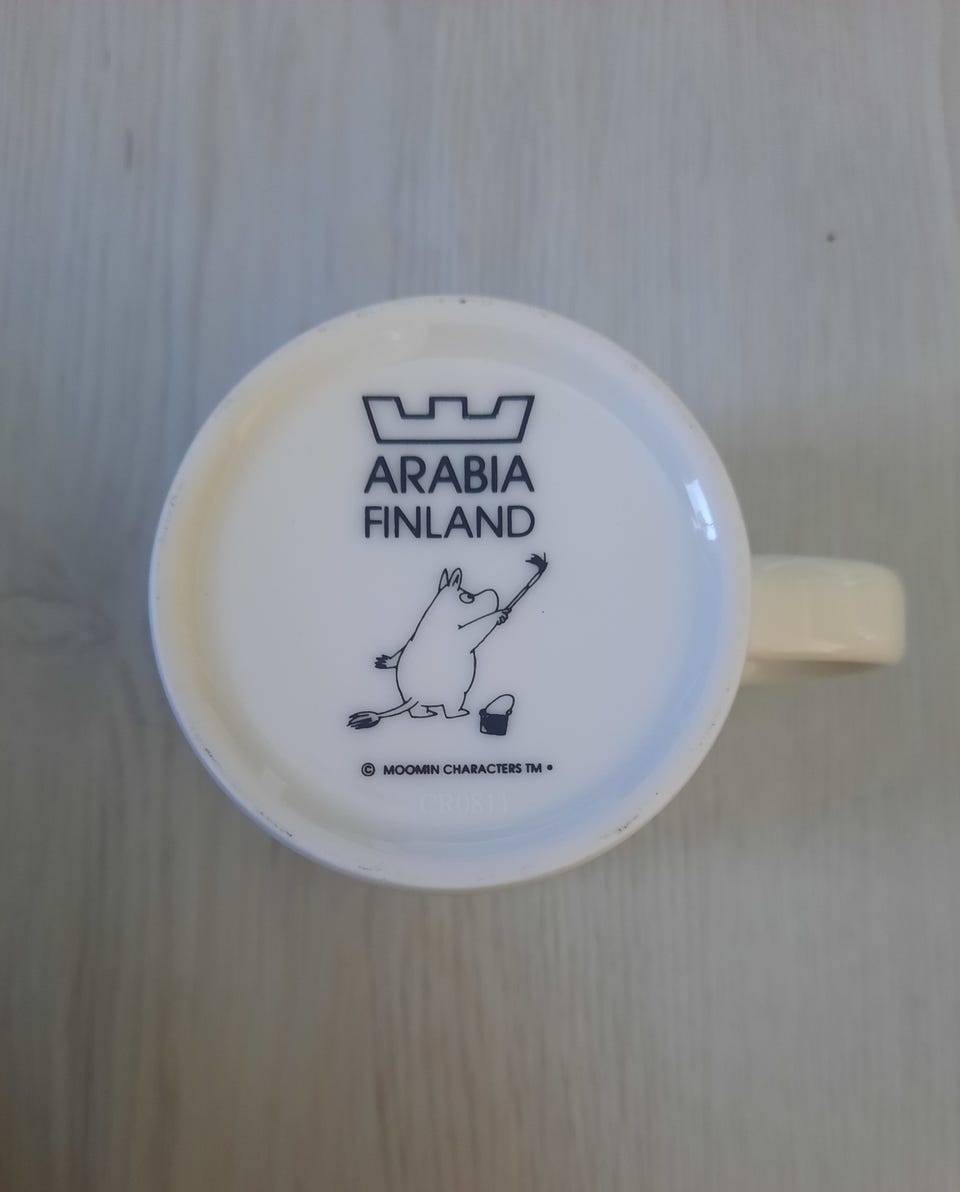 ARABIA
FINLAND
© MOOMIN CHARACTERS TM •